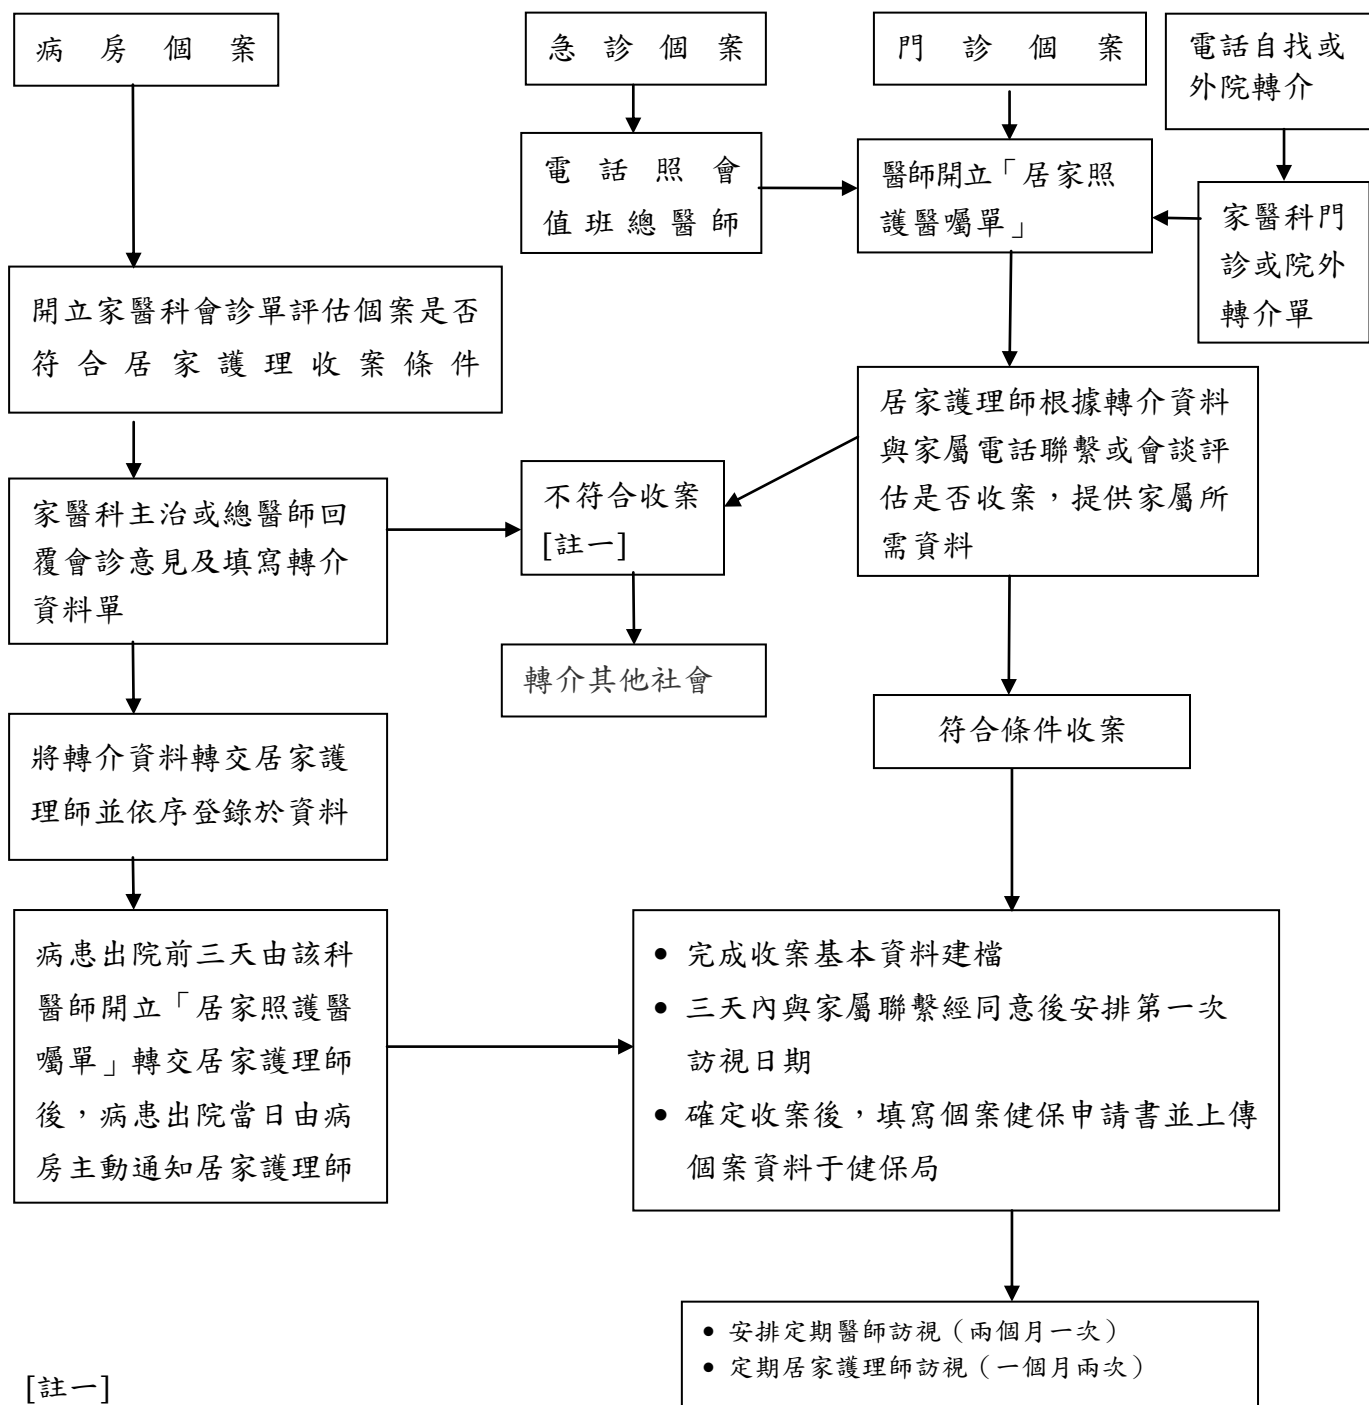 病房個案
急診個案
門診個案
電話自找或
外院轉介
電話照會
值班總醫師
醫師開立「居家照
護醫囑單」
家醫科門
診或院外
轉介單
開立家醫科會診單評估個案是否
符合居家護理收案條件
居家護理師根據轉介資料
與家屬電話聯繫或會談評
估是否收案，提供家屬所
需資料
家醫科主治或總醫師回
覆會診意見及填寫轉介
資料單
不符合收案
[註一]
轉介其他社會
符合條件收案
將轉介資料轉交居家護
理師並依序登錄於資料
病患出院前三天由該科
醫師開立「居家照護醫
囑單」轉交居家護理師
後，病患出院當日由病
房主動通知居家護理師
• 完成收案基本資料建檔
• 三天內與家屬聯繫經同意後安排第一次
訪視日期
• 確定收案後，填寫個案健保申請書並上傳
個案資料于健保局
• 安排定期醫師訪視（兩個月一次）
• 定期居家護理師訪視（一個月兩次）
[註一]